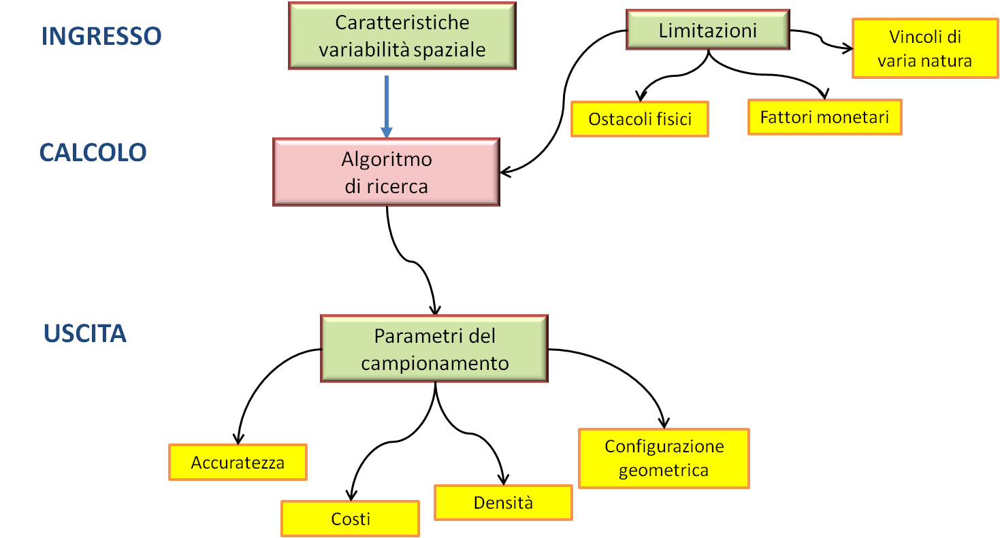 INGRESSO
Caratteristiche
variabilità spaziale
Limitazioni
Vincoli di
varia natura
Ostacoli fisici
Fattori monetari
CALCOLO
Algoritmo
di ricerca
USCITA
Parametri del
campionamento
Accuratezza
Costi
Densità
Configurazione
geometrica